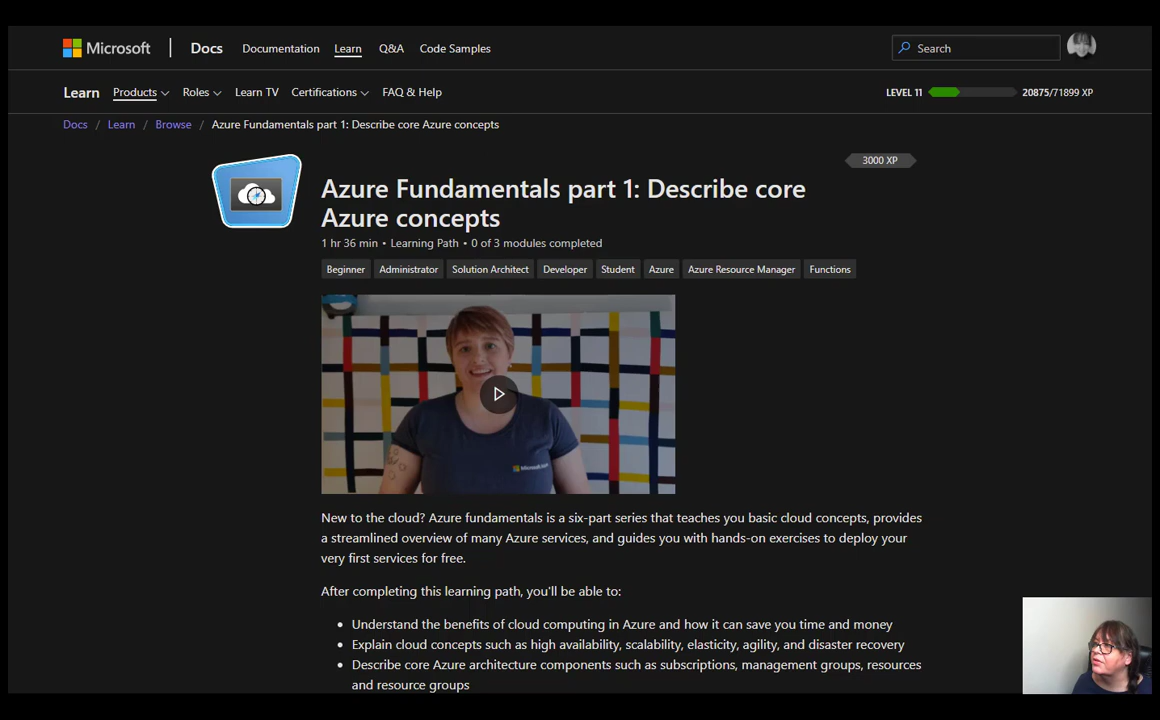 Microsoft Docs Documentation Learn Q&A Code Samples Search
Learn Products Roles Learn TV Certifications FAQ & Help LEVEL 11 20875/71899 XP
Docs / Learn / Browse / Azure Fundamentals part 1: Describe core Azure concepts
3000 XP
Azure Fundamentals part 1: Describe core
Azure concepts
1 hr 36 min • Learning Path • 0 of 3 modules completed
Beginner Administrator Solution Architect Developer Student Azure Azure Resource Manager Functions
New to the cloud? Azure fundamentals is a six-part series that teaches you basic cloud concepts, provides
a streamlined overview of many Azure services, and guides you with hands-on exercises to deploy your
very first services for free.
After completing this learning path, you'll be able to:
• Understand the benefits of cloud computing in Azure and how it can save you time and money
• Explain cloud concepts such as high availability, scalability, elasticity, agility, and disaster recovery
• Describe core Azure architecture components such as subscriptions, management groups, resources
and resource groups